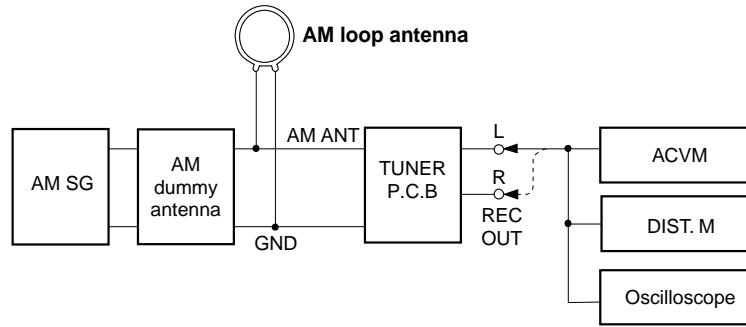 AM loop antenna
AM SG
AM
dummy
antenna
AM ANT
GND
TUNER
P.C.B
L
R
REC
OUT
ACVM
DIST. M
Oscilloscope